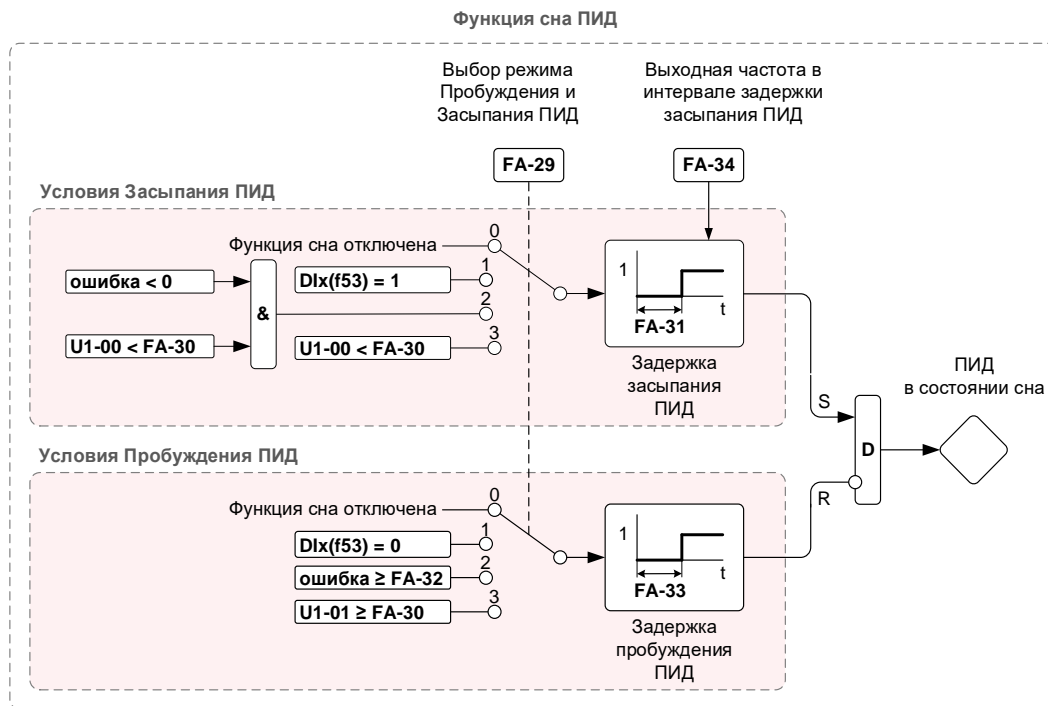 Функция сна ПИД
Выбор режима
Пробуждения и
Засыпания ПИД
Выходная частота в
интервале задержки
засыпания ПИД
FA-29
FA-34
Условия Засыпания ПИД
Функция сна отключена
0
ошибка < 0
U1-00 < FA-30
&
DIx(f53) = 1
1
2
U1-00 < FA-30
3
1
t
FA-31
Задержка
засыпания
ПИД
S
ПИД
в состоянии сна
D
R
Условия Пробуждения ПИД
Функция сна отключена
0
DIx(f53) = 0
1
ошибка ≥ FA-32
2
U1-01 ≥ FA-30
3
1
t
FA-33
Задержка
пробуждения
ПИД